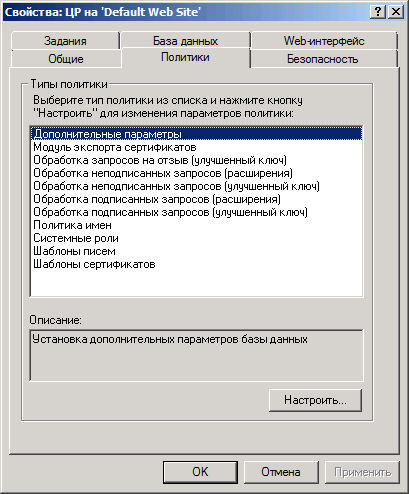 Свойства: ЦР на 'Default Web Site'
Задания
База данных
Web-интерфейс
Общие
Политики
Безопасность
Типы политики
Выберите тип политики из списка и нажмите кнопку
"Настроить" для изменения параметров политики:
Дополнительные параметры
Модуль экспорта сертификатов
Обработка запросов на отзыв (улучшенный ключ)
Обработка неподписанных запросов (расширения)
Обработка неподписанных запросов (улучшенный ключ)
Обработка подписанных запросов (расширения)
Обработка подписанных запросов (улучшенный ключ)
Политика имен
Системные роли
Шаблоны писем
Шаблоны сертификатов
Описание:
Установка дополнительных параметров базы данных
Настроить...
OK
Отмена
Применить